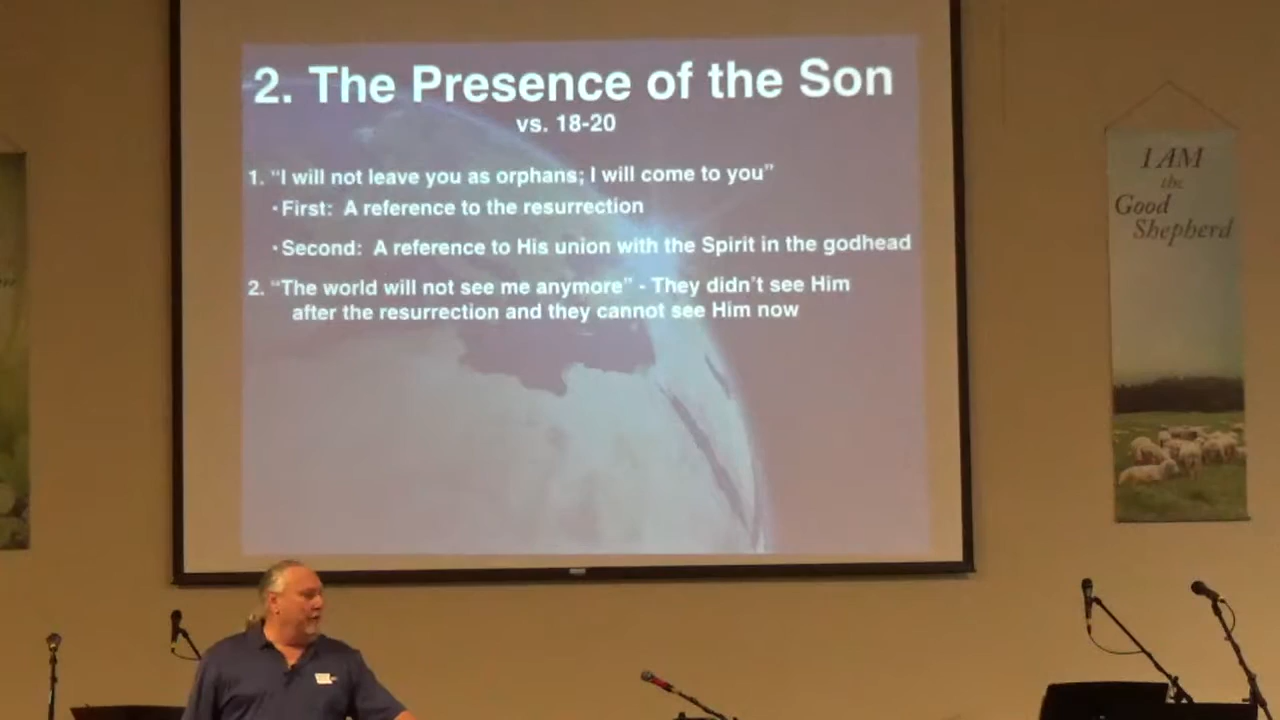 2. The Presence of the Son
vs. 18-20
1. "I will not leave you as orphans; I will come to you"
· First: A reference to the resurrection
· Second: A reference to His union with the Spirit in the godhead
2. "The world will not see me anymore" - They didn't see Him
after the resurrection and they cannot see Him now
I AM
the
Good
Shepherd